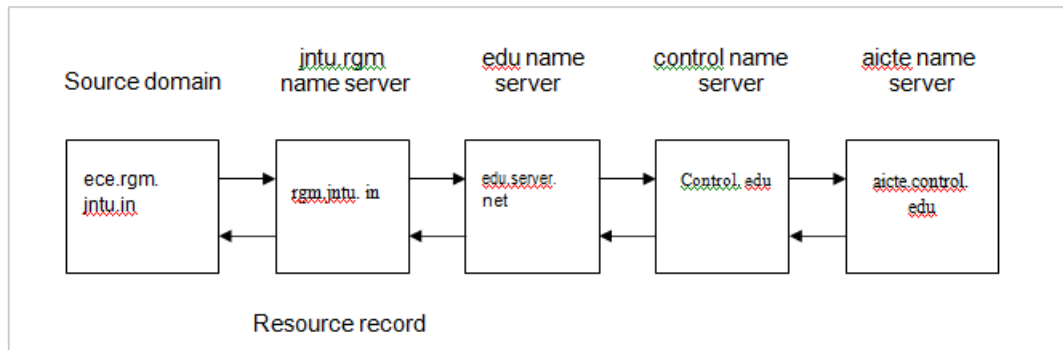 Source domain
jntu.rgm
name server
edu name
server
control name
server
aicte name
server
ece.rgm.
jntu.in
rgm.jntu. in
edu.server.
net
Control. edu
aicte.control.
edu
Resource record